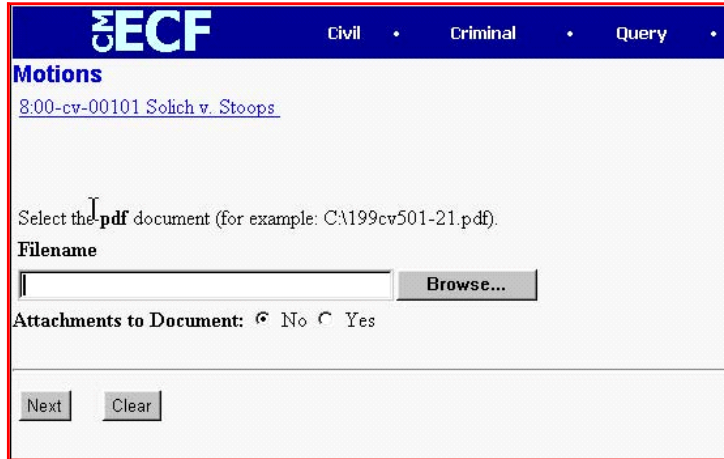 CM ECF Civil • Criminal • Query •
Motions
8:00-cv-00101 Solich v. Stoops
Select the pdf document (for example: C:\199cv501-21.pdf).
Filename
Browse...
Attachments to Document: No Yes
Next Clear